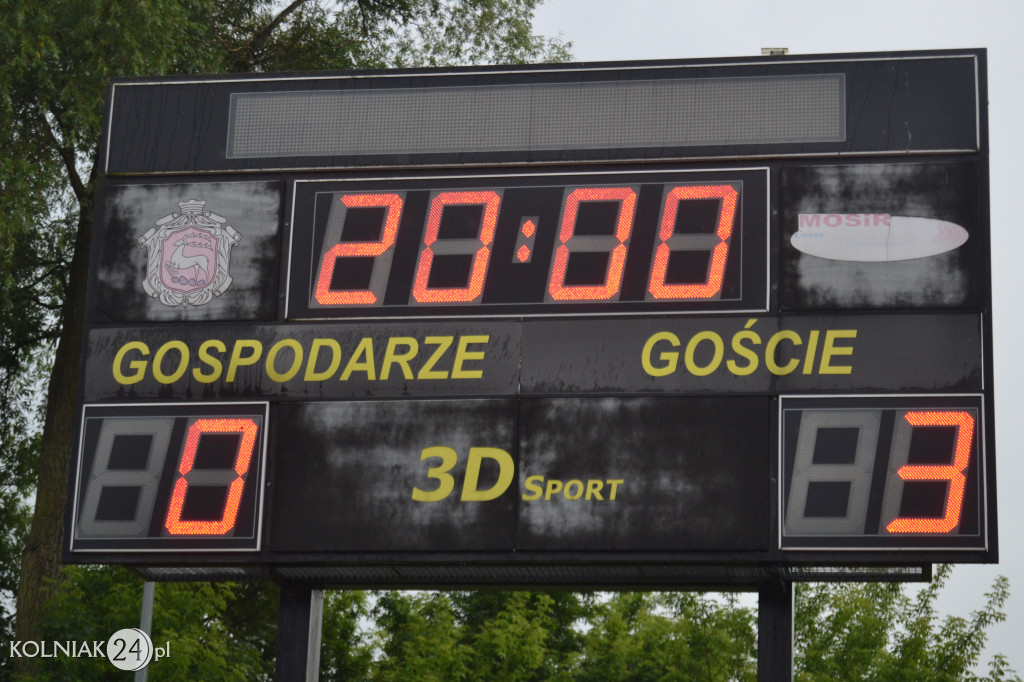 20:00
MOSiR
GOSPODARZE GOŚCIE
0 3
3D SPORT
KOLNIAK24.pl